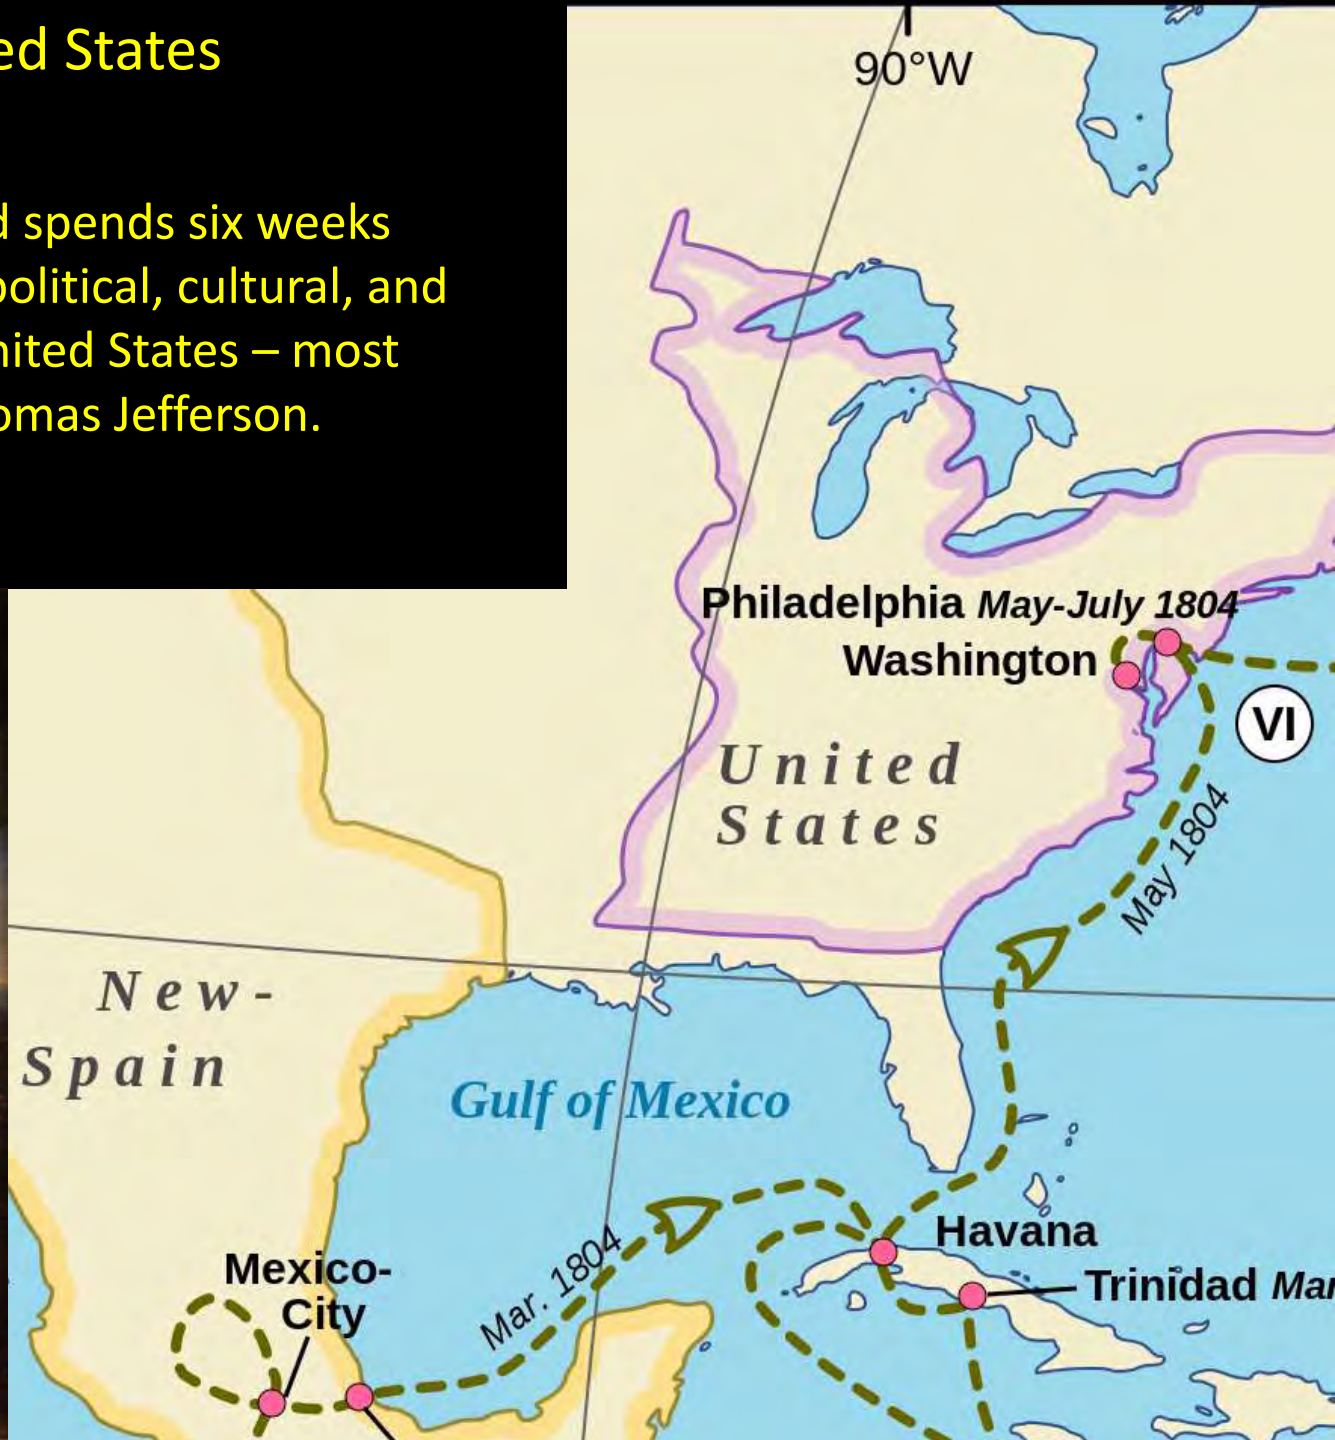 ed States
d spends six weeks
political, cultural, and
nited States – most
omas Jefferson.
90°W
Philadelphia May-July 1804
Washington
VI
United
States
May 1804
New-
Spain
Gulf of Mexico
Mar. 1804
Havana
Mexico-
City
Trinidad Mar